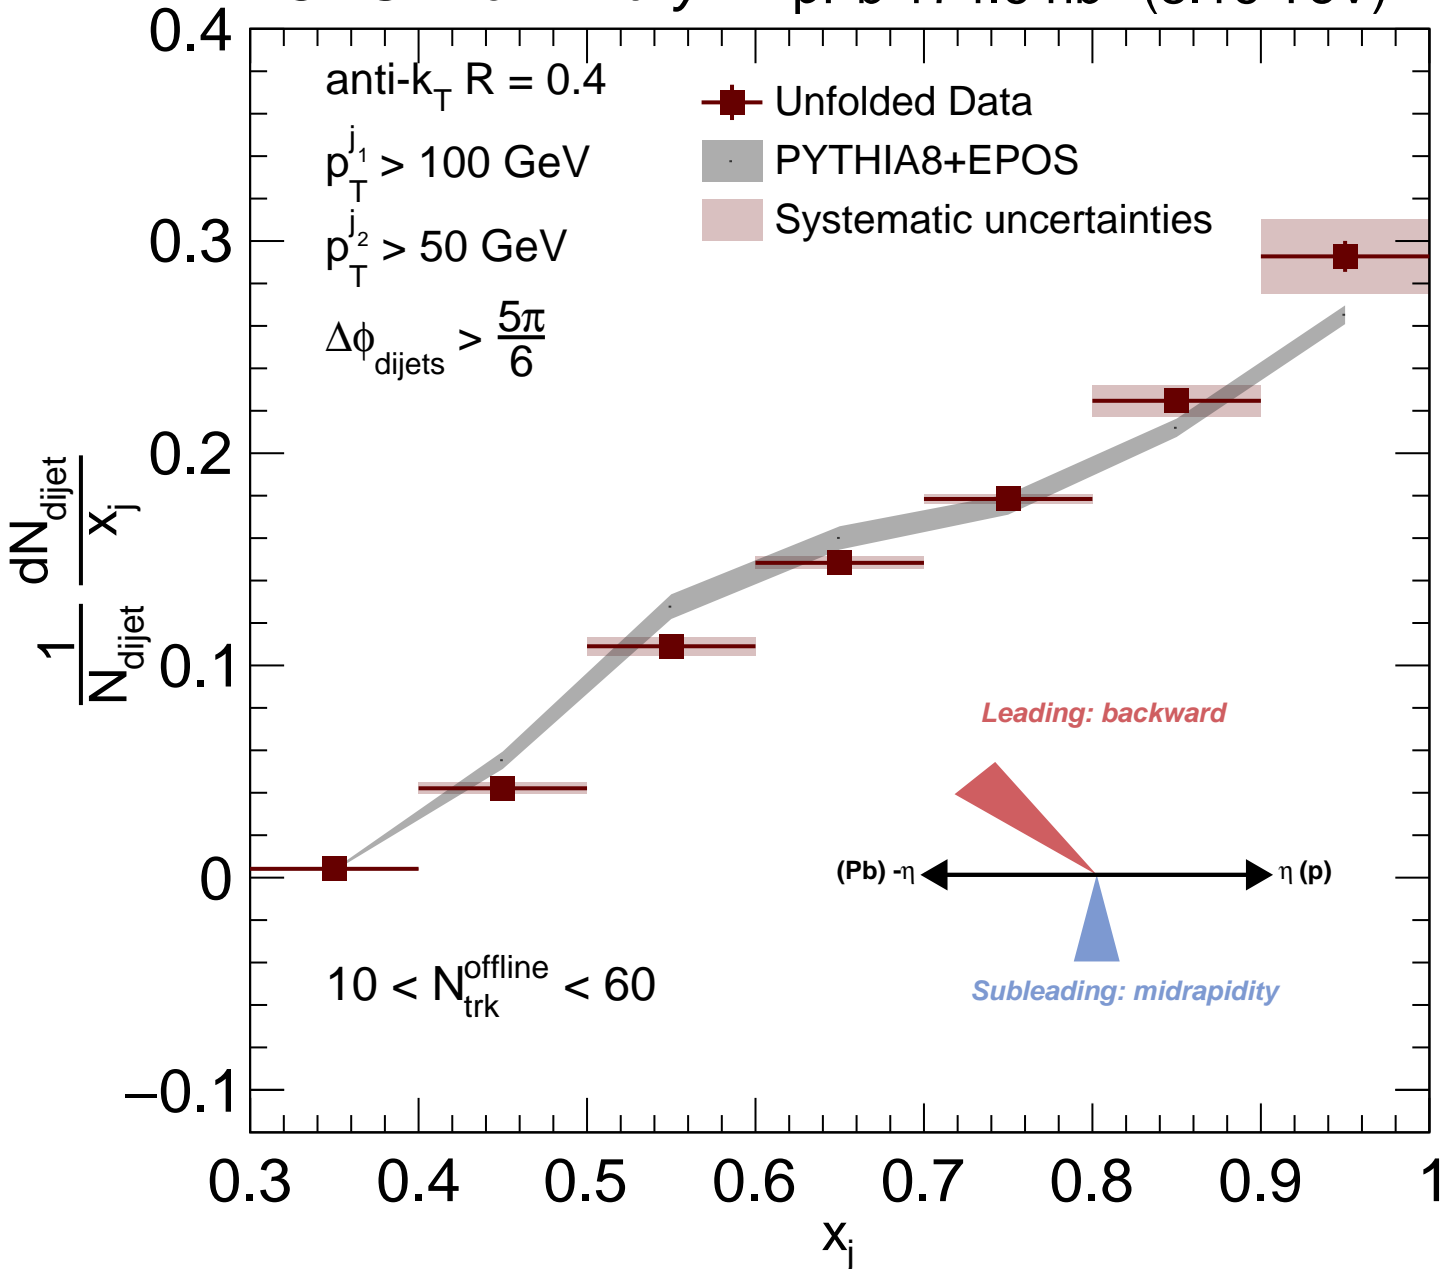 anti-k_T R = 0.4
p_T^{j_1} > 100 GeV
p_T^{j_2} > 50 GeV
Δϕ_dijets > 5π/6
Unfolded Data
PYTHIA8+EPOS
Systematic uncertainties
1/N_dijet dN_dijet/x_j
0.4
0.3
0.2
0.1
0
−0.1
Leading: backward
(Pb) -η
η (p)
Subleading: midrapidity
10 < N_trk^offline < 60
0.3 0.4 0.5 0.6 0.7 0.8 0.9 1
x_j